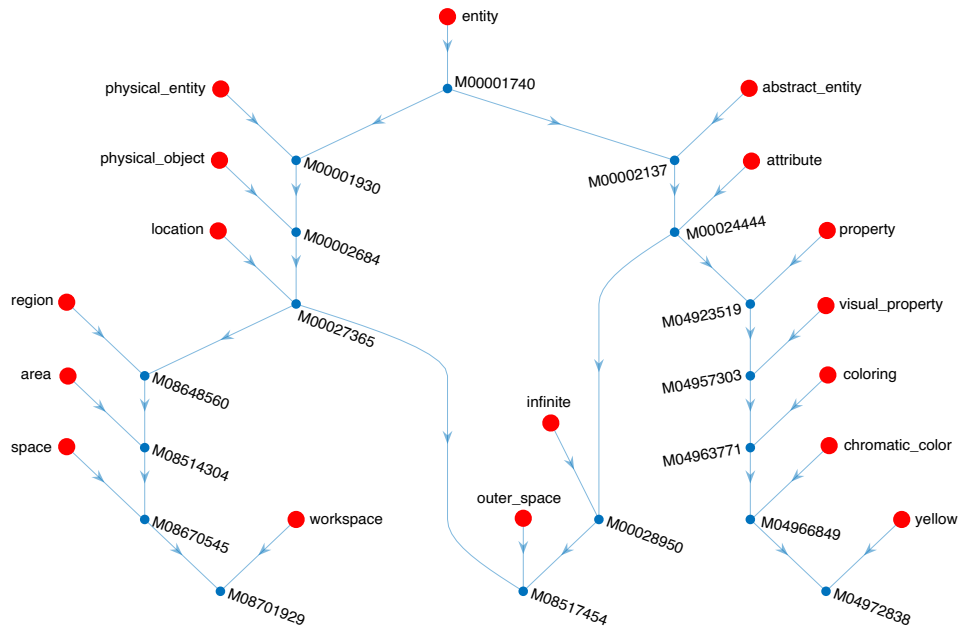 entity
M00001740
physical_entity
abstract_entity
physical_object
M00001930
M00002137
attribute
location
M00002684
M00024444
property
region
M00027365
M04923519
visual_property
area
M08648560
M04957303
coloring
infinite
space
M08514304
M04963771
chromatic_color
outer_space
workspace
M08670545
M00028950
M04966849
yellow
M08701929
M08517454
M04972838